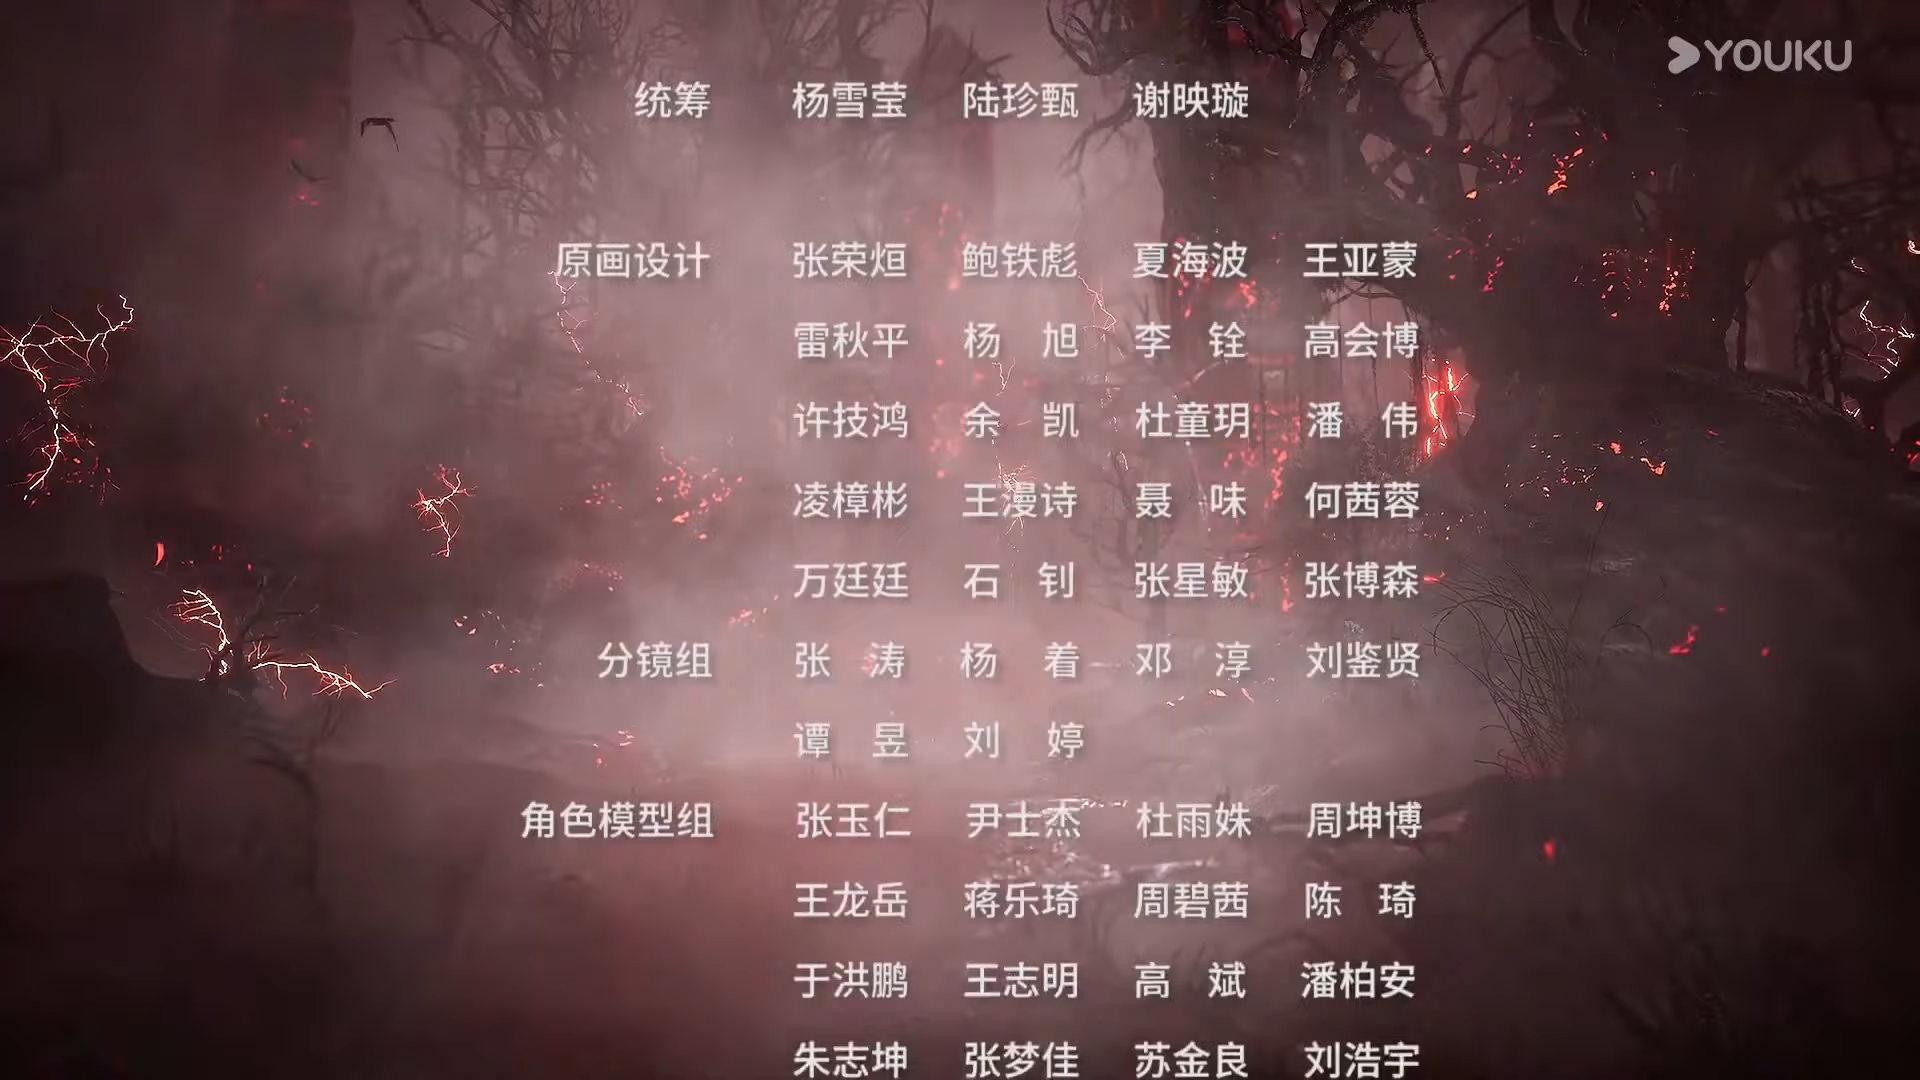 YOUKU
统筹 杨雪莹 陆珍甄 谢映璇
原画设计 张荣烜 鲍铁彪 夏海波 王亚蒙
雷秋平 杨 旭 李 铨 高会博
许技鸿 余 凯 杜童玥 潘 伟
凌樟彬 王漫诗 聂 味 何茜蓉
万廷廷 石 钊 张星敏 张博森
分镜组 张 涛 杨 着 邓 淳 刘鉴贤
谭 昱 刘 婷
角色模型组 张玉仁 尹士杰 杜雨姝 周坤博
王龙岳 蒋乐琦 周碧茜 陈 琦
于洪鹏 王志明 高 斌 潘柏安
朱志坤 张梦佳 苏金良 刘浩宇